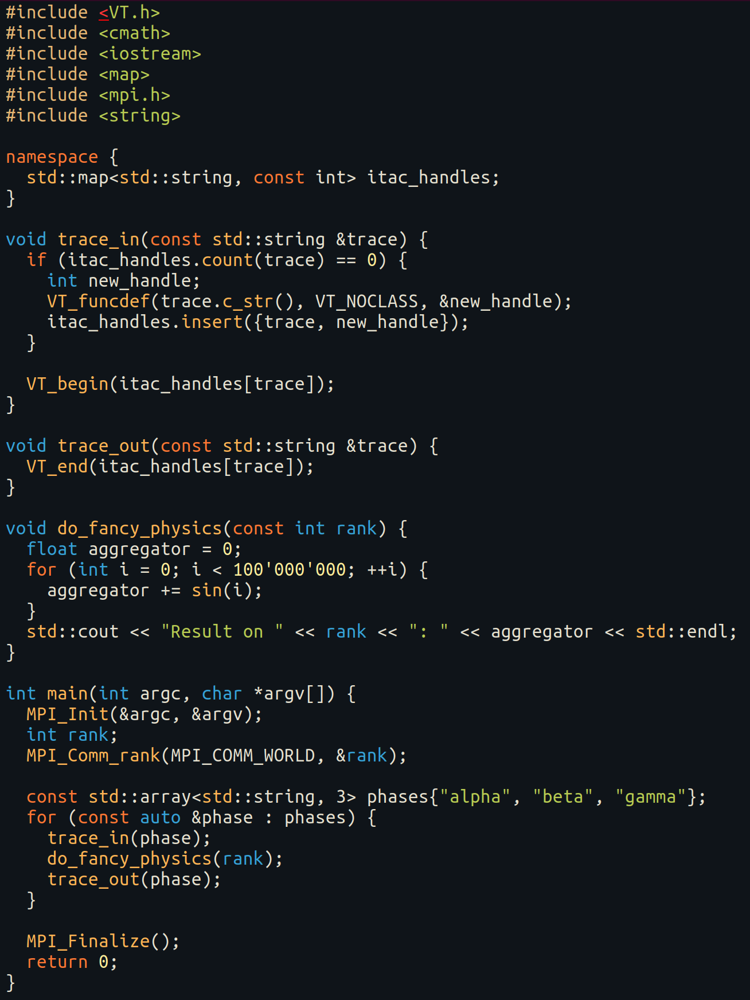 #include <VT.h>
#include <cmath>
#include <iostream>
#include <map>
#include <mpi.h>
#include <string>

namespace {
  std::map<std::string, const int> itac_handles;
}

void trace_in(const std::string &trace) {
  if (itac_handles.count(trace) == 0) {
    int new_handle;
    VT_funcdef(trace.c_str(), VT_NOCLASS, &new_handle);
    itac_handles.insert({trace, new_handle});
  }

  VT_begin(itac_handles[trace]);
}

void trace_out(const std::string &trace) {
  VT_end(itac_handles[trace]);
}

void do_fancy_physics(const int rank) {
  float aggregator = 0;
  for (int i = 0; i < 100'000'000; ++i) {
    aggregator += sin(i);
  }
  std::cout << "Result on " << rank << ": " << aggregator << std::endl;
}

int main(int argc, char *argv[]) {
  MPI_Init(&argc, &argv);
  int rank;
  MPI_Comm_rank(MPI_COMM_WORLD, &rank);

  const std::array<std::string, 3> phases{"alpha", "beta", "gamma"};
  for (const auto &phase : phases) {
    trace_in(phase);
    do_fancy_physics(rank);
    trace_out(phase);
  }

  MPI_Finalize();
  return 0;
}